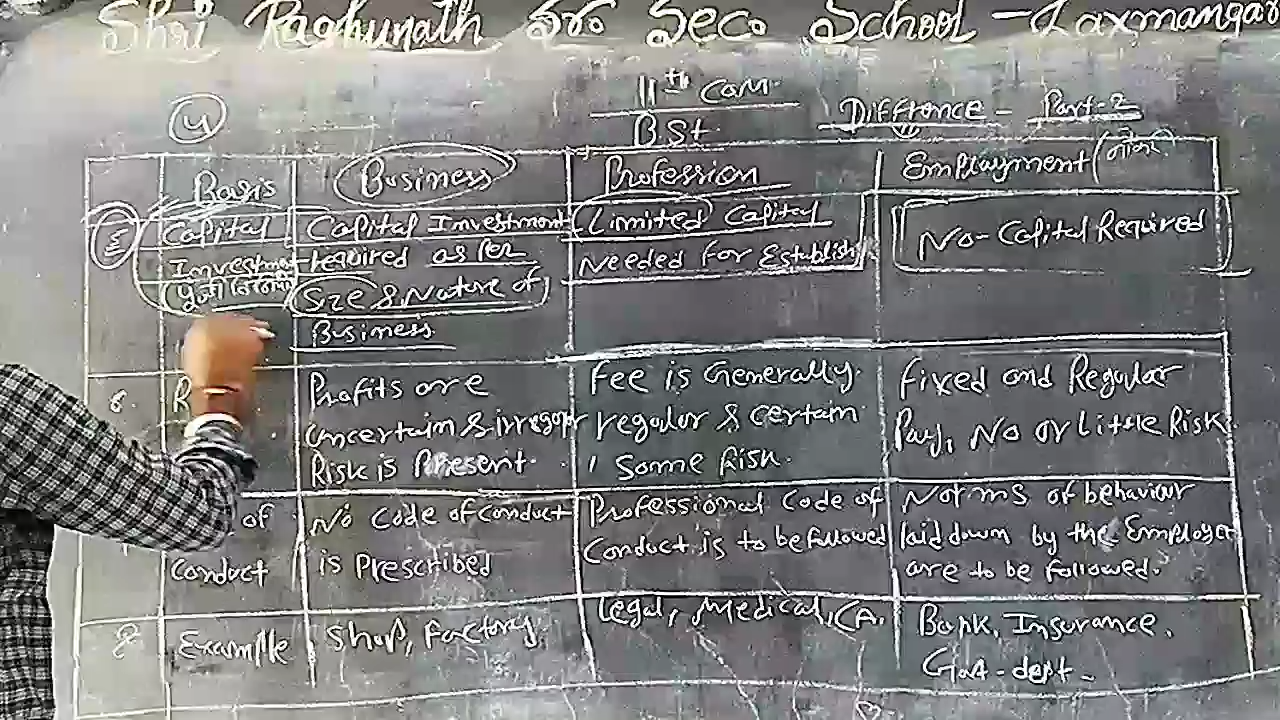 Shri Raghunath School - Laxmangar
4
11th Com.
B.St.
Difference - Part-2
Basis
Business
Profession
Employment (नौकरी)
5
Capital
Investment
पूंजी
Capital Investment
required as per
Size & Nature of
Business
Limited Capital
Needed for Establish
No-Capital Required
6.
R
Profits are
uncertain & irregular
Risk is Present.
Fee is Generally.
regular & certain
, Some Risk.
Fixed and Regular
Pay, No or Little Risk
of
Conduct
No Code of Conduct
is Prescribed
Professional Code of
Conduct is to be followed
Norms of behaviour
laid down by the Employer
are to be followed.
8
Example
Shop, Factory.
Legal, Medical, CA.
Bank, Insurance.
Govt-dept-